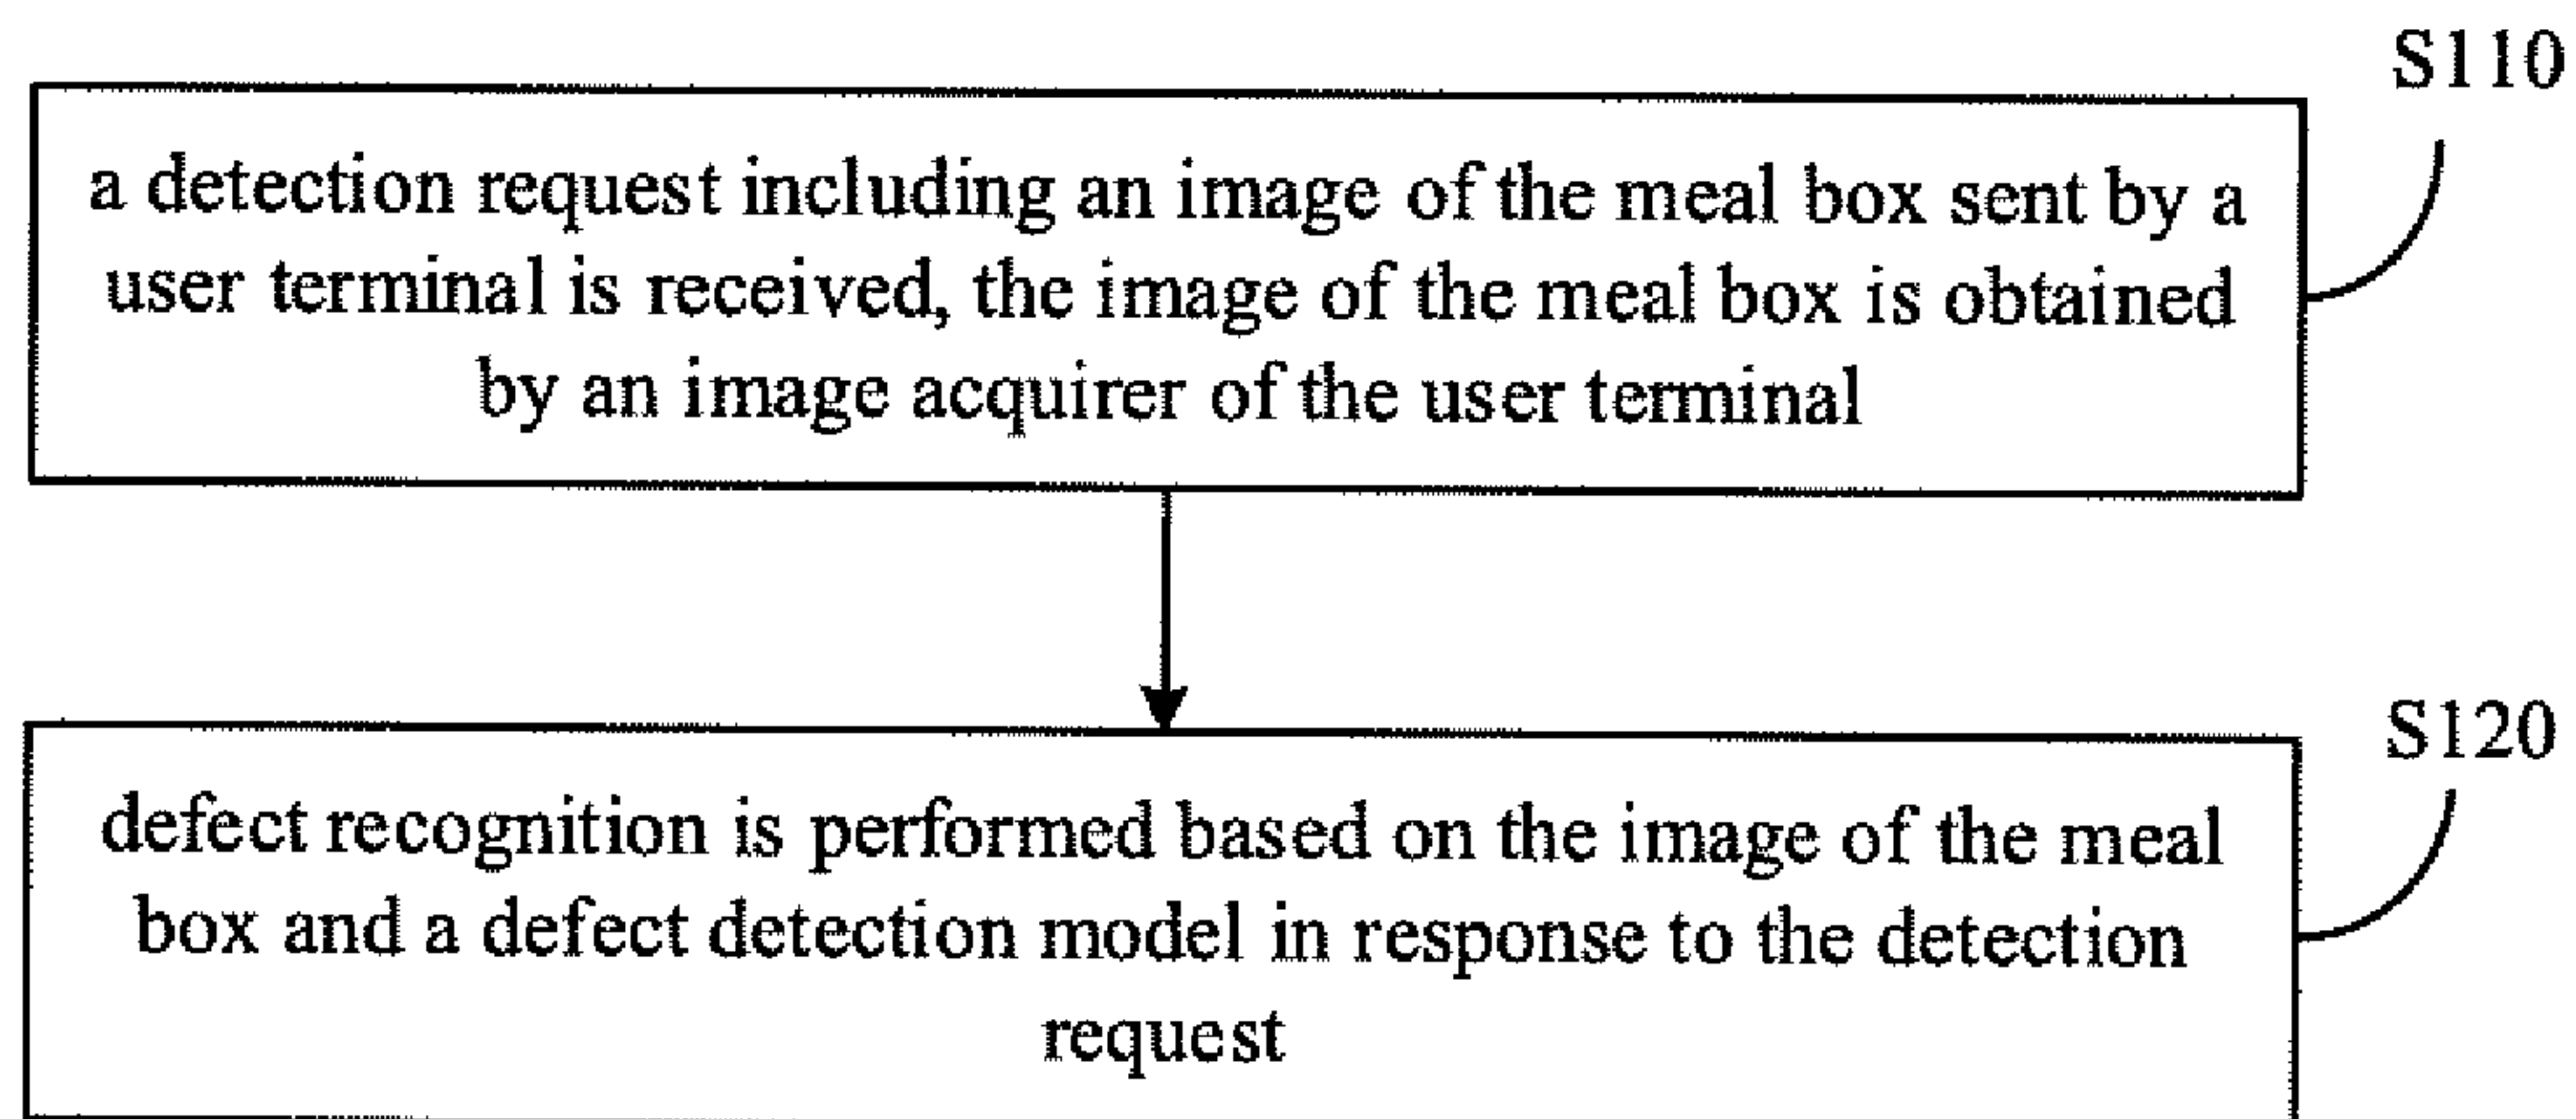 S110
a detection request including an image of the meal box sent by a
user terminal is received, the image of the meal box is obtained
by an image acquirer of the user terminal
S120
defect recognition is performed based on the image of the meal
box and a defect detection model in response to the detection
request